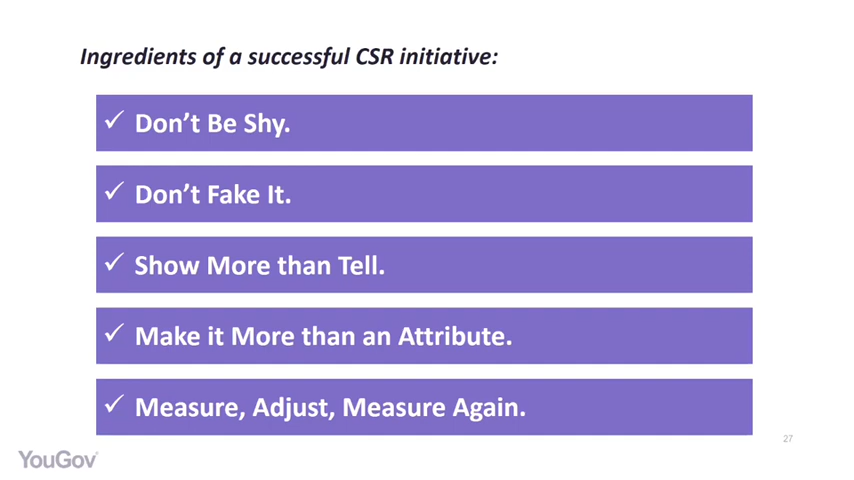 Ingredients of a successful CSR initiative:
✓ Don't Be Shy.
✓ Don't Fake It.
✓ Show More than Tell.
✓ Make it More than an Attribute.
✓ Measure, Adjust, Measure Again.
27
YouGov